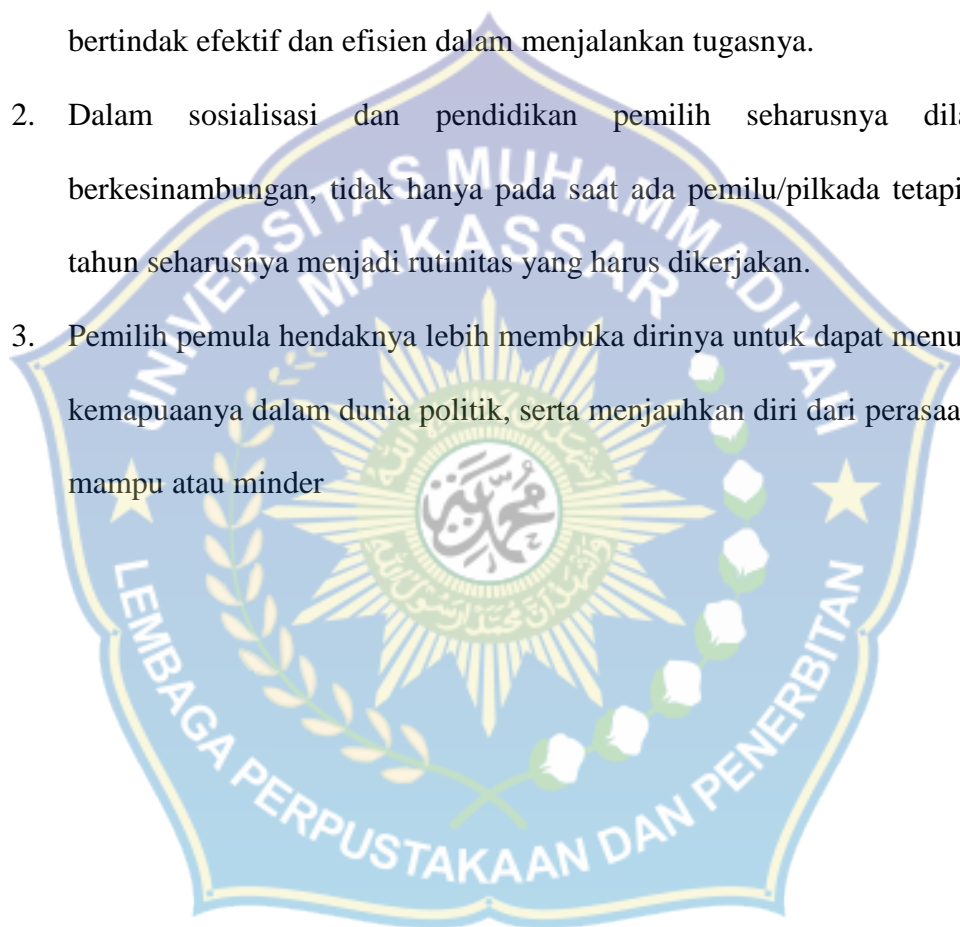 bertindak efektif dan efisien dalam menjalankan tugasnya.
2. Dalam sosialisasi dan pendidikan pemilih seharusnya
berkesinambungan, tidak hanya pada saat ada pemilu/pilkada tetapi
tahun seharusnya menjadi rutinitas yang harus dikerjakan.
3. Pemilih pemula hendaknya lebih membuka dirinya untuk dapat
kemapuaanya dalam dunia politik, serta menjauhkan diri dari
mampu atau minder
UNIVERSITAS MUHAMMADIYAH
MAKASSAR
محمدية
LEMBAGA PERPUSTAKAAN DAN PENERBITAN